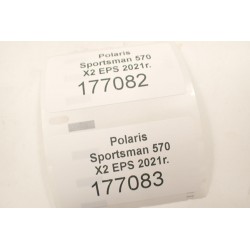 Polaris
Sportsman 570
X2 EPS 2021г.
177082
Polaris
Sportsman 570
X2 EPS 2021г.
177083